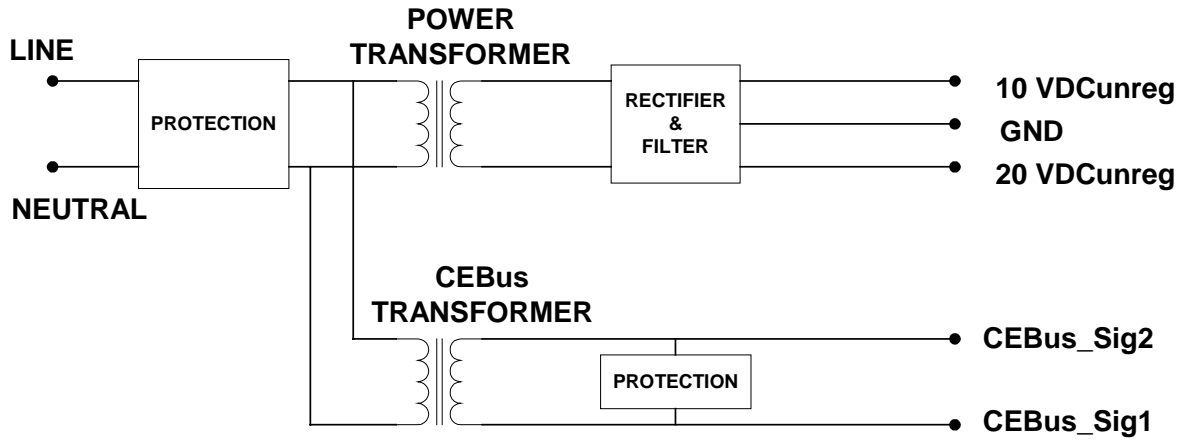 POWER
TRANSFORMER
LINE
PROTECTION
RECTIFIER
&
FILTER
10 VDCunreg
GND
20 VDCunreg
NEUTRAL
CEBus
TRANSFORMER
PROTECTION
CEBus_Sig2
CEBus_Sig1